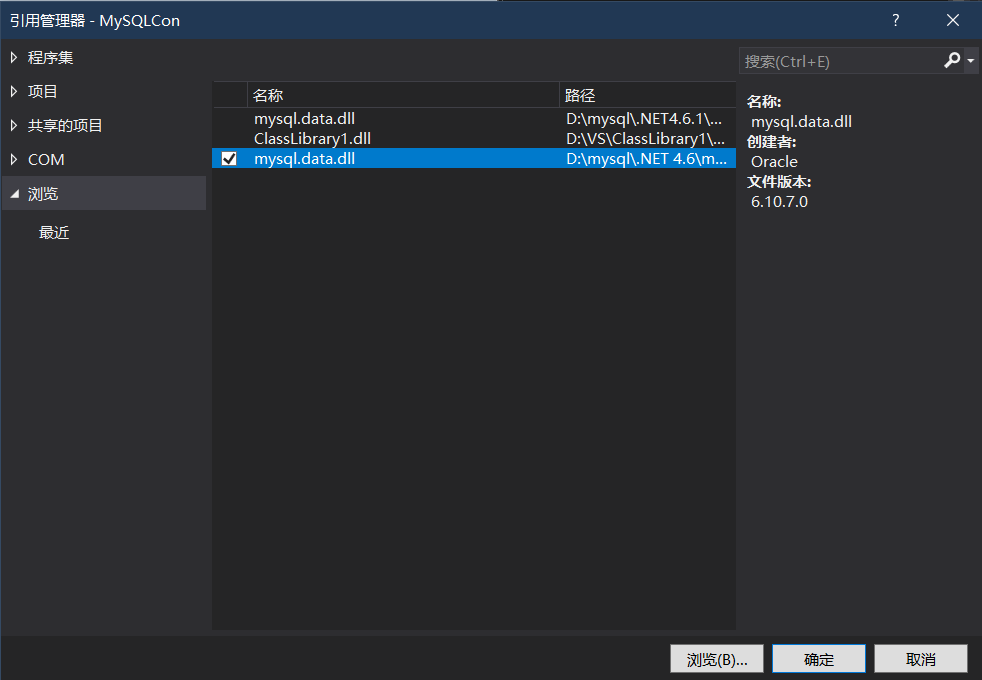 引用管理器 - MySQLCon
?
程序集
项目
共享的项目
COM
浏览
最近
名称 路径
mysql.data.dll D:\mysql\.NET4.6.1\...
ClassLibrary1.dll D:\VS\ClassLibrary1\...
mysql.data.dll D:\mysql\.NET 4.6\m...
搜索(Ctrl+E)
名称:
mysql.data.dll
创建者:
Oracle
文件版本:
6.10.7.0
浏览(B)... 确定 取消